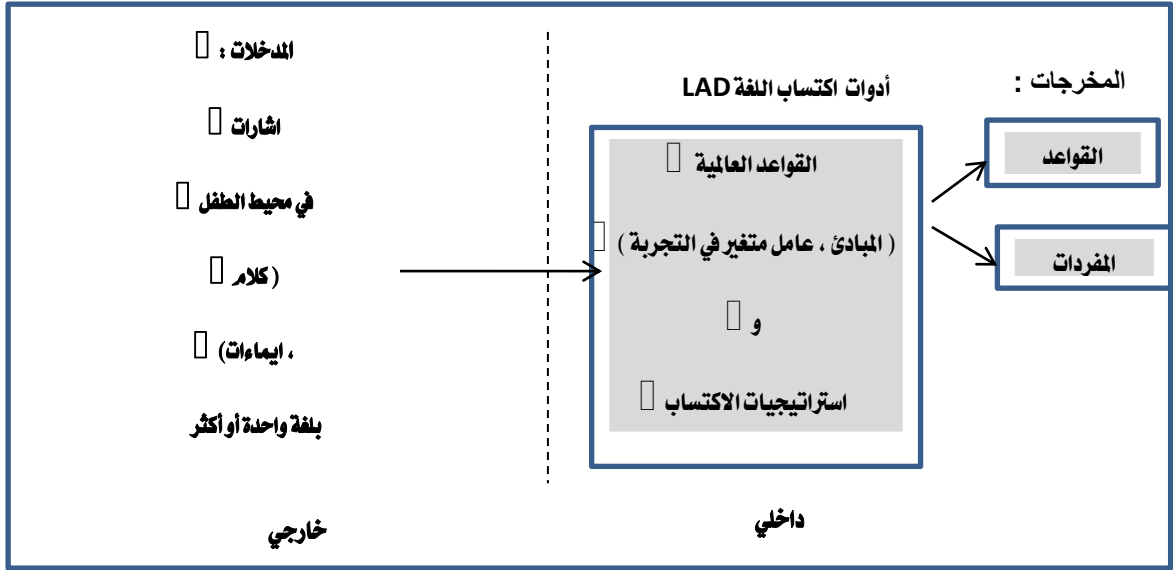 المدخلات :
اشارات
في محيط الطفل
( كلام
، ايماءات)
بلغة واحدة أو أكثر
خارجي
أدوات اكتساب اللغة LAD
القواعد العالمية
( المبادئ ، عامل متغير في التجربة )
و
استراتيجيات الاكتساب
داخلي
المخرجات :
القواعد
المفردات